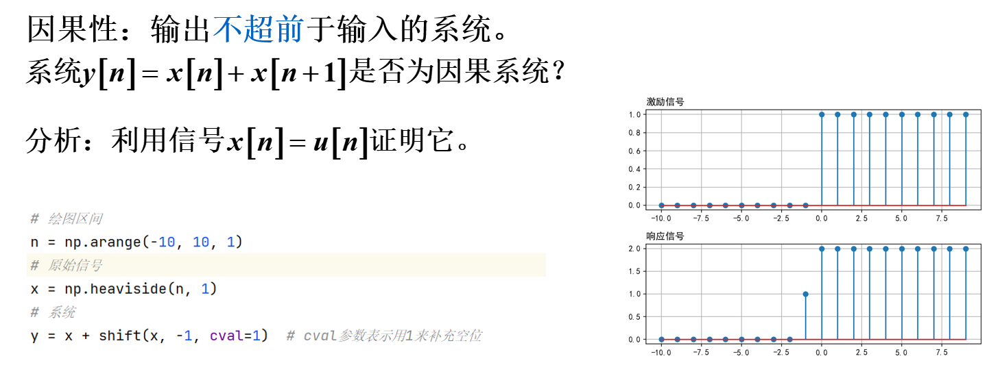 因果性：输出不超前于输入的系统。
系统y[n] = x[n] + x[n + 1]是否为因果系统？
分析：利用信号x[n] = u[n]证明它。
# 绘图区间
n = np.arange(-10, 10, 1)
# 原始信号
x = np.heaviside(n, 1)
# 系统
y = x + shift(x, -1, cval=1)  # cval参数表示用1来补充空位
激励信号
1.0
0.8
0.6
0.4
0.2
0.0
-10.0 -7.5 -5.0 -2.5 0.0 2.5 5.0 7.5
响应信号
2.0
1.5
1.0
0.5
0.0
-10.0 -7.5 -5.0 -2.5 0.0 2.5 5.0 7.5